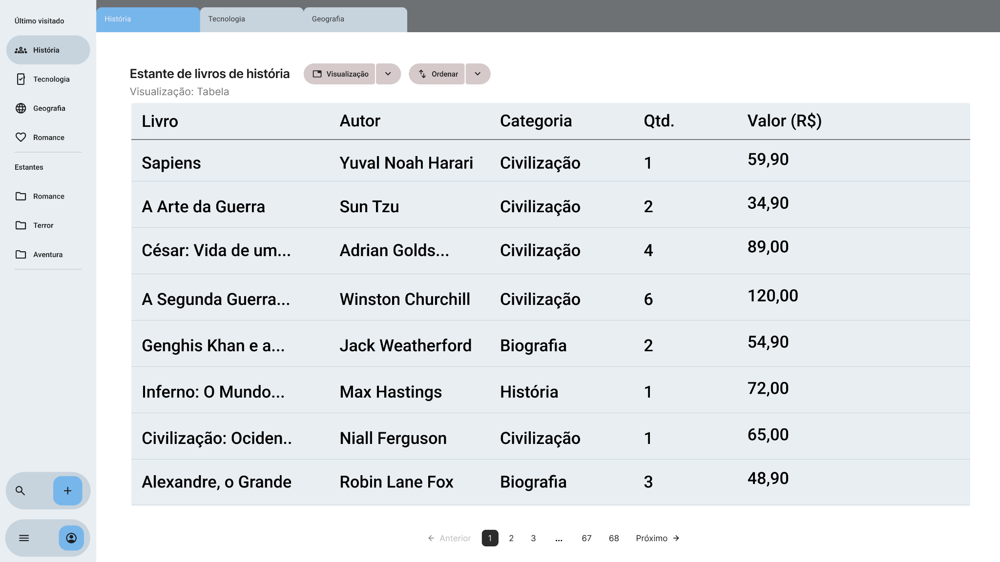 Último visitado
História
Tecnologia
Geografia
Romance
Estantes
Romance
Terror
Aventura
História Tecnologia Geografia
Estante de livros de história Visualização Ordenar
Visualização: Tabela
Livro Autor Categoria Qtd. Valor (R$)
Sapiens Yuval Noah Harari Civilização 1 59,90
A Arte da Guerra Sun Tzu Civilização 2 34,90
César: Vida de um... Adrian Golds... Civilização 4 89,00
A Segunda Guerra... Winston Churchill Civilização 6 120,00
Genghis Khan e a... Jack Weatherford Biografia 2 54,90
Inferno: O Mundo... Max Hastings História 1 72,00
Civilização: Ociden.. Niall Ferguson Civilização 1 65,00
Alexandre, o Grande Robin Lane Fox Biografia 3 48,90
← Anterior 1 2 3 ... 67 68 Próximo →